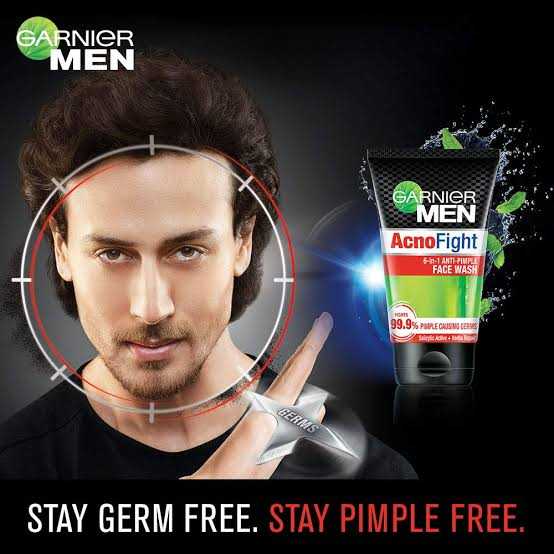 GARNIER
MEN
GARNIER
MEN
AcnoFight
6-in-1 ANTI-PIMPLE
FACE WASH
FIGHTS
99.9% PIMPLE CAUSING GERMS
GERMS
STAY GERM FREE. STAY PIMPLE FREE.